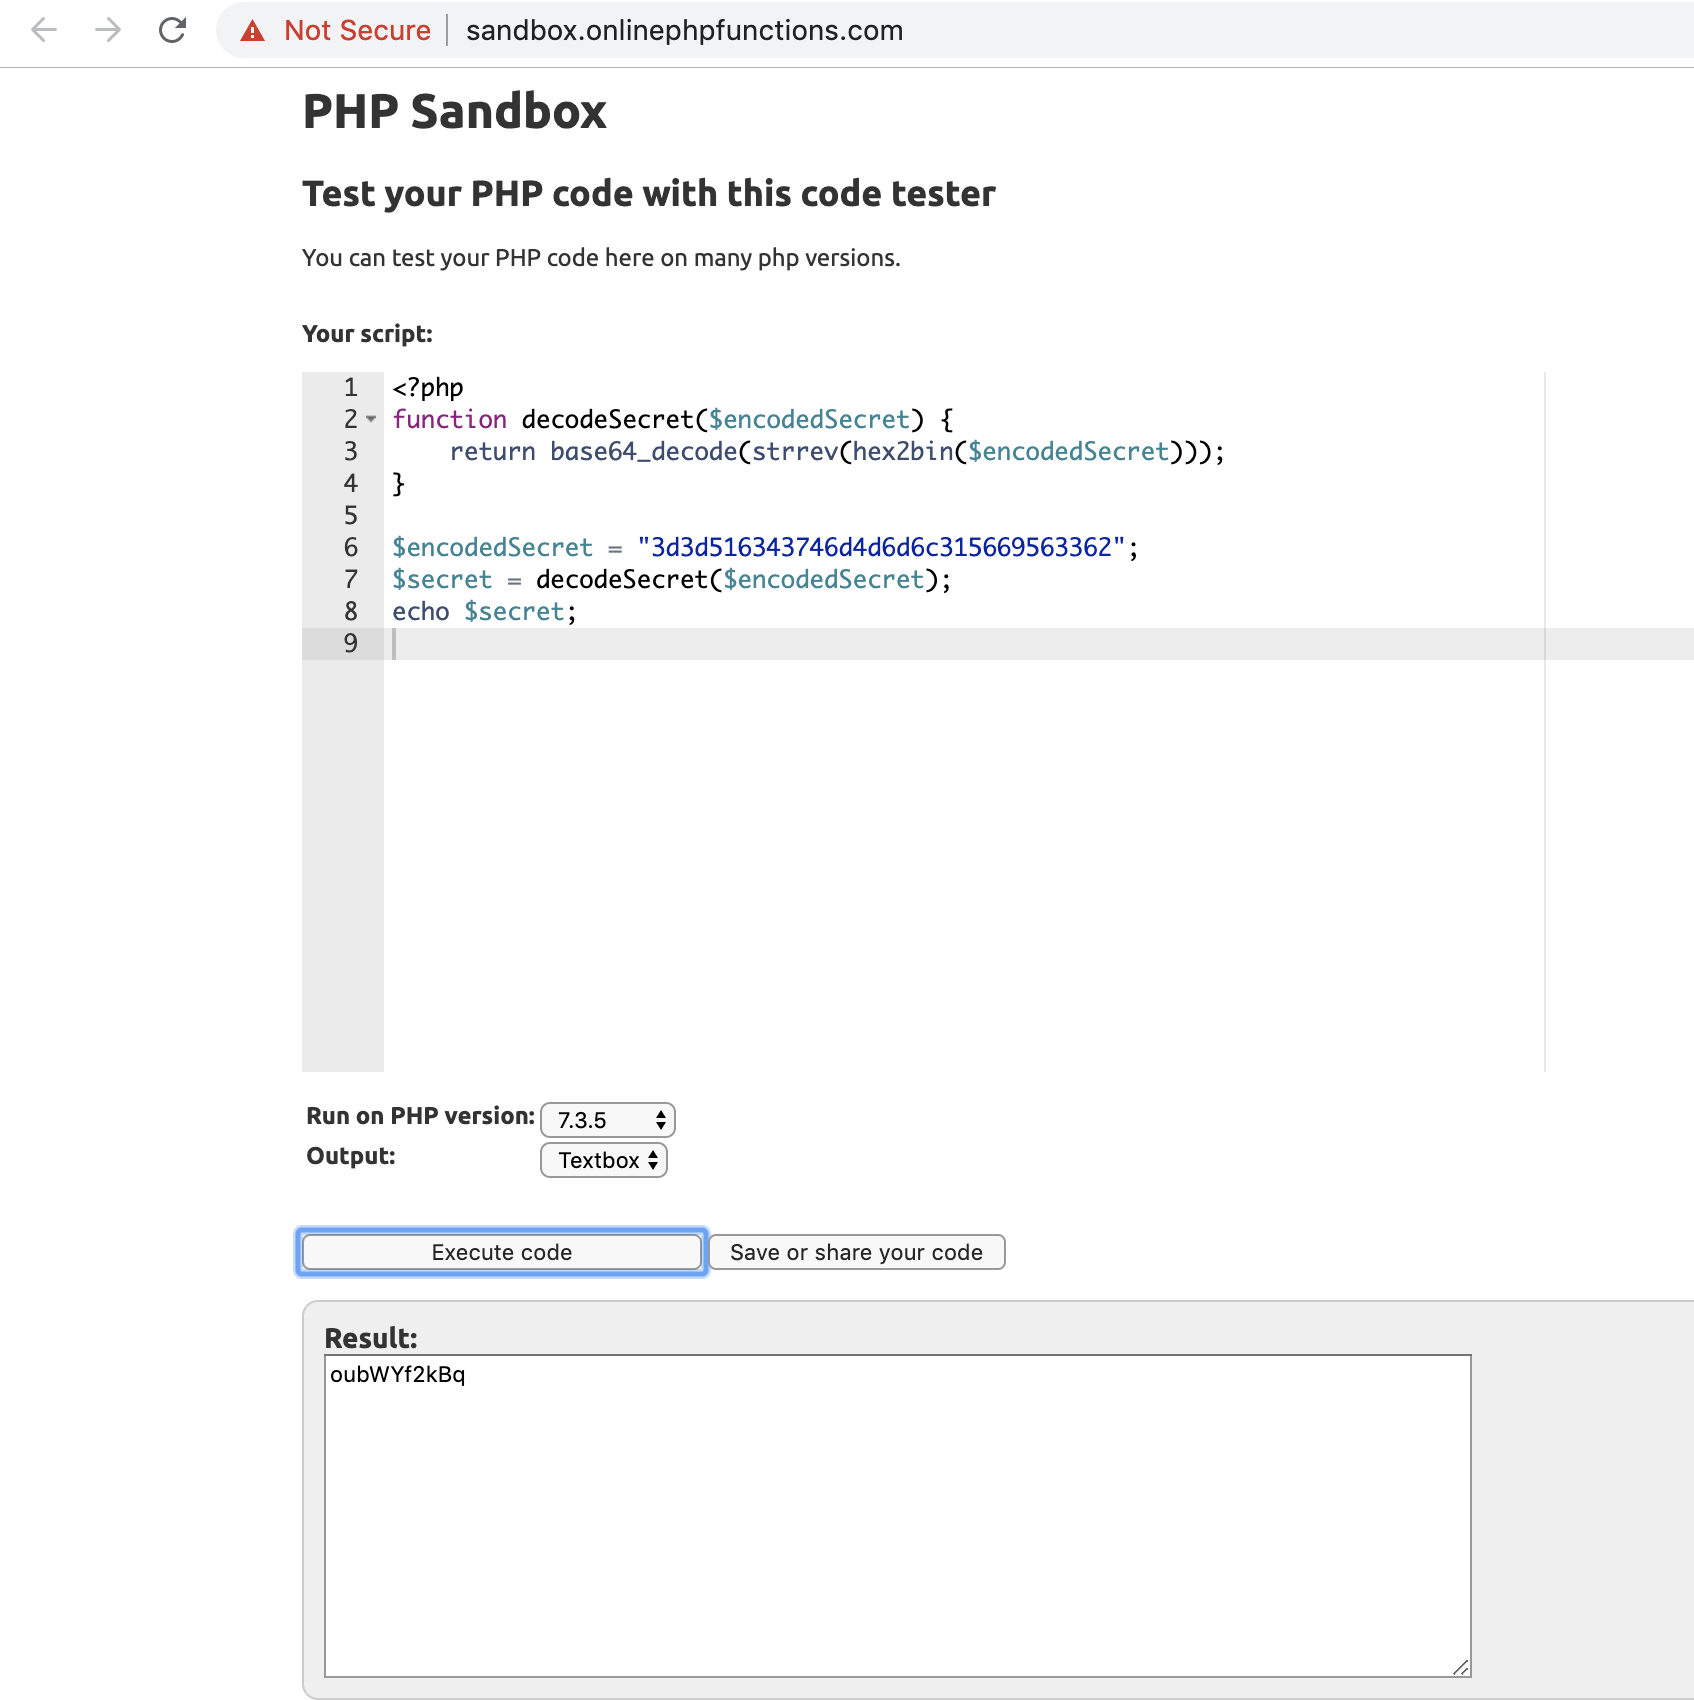 Not Secure | sandbox.onlinephpfunctions.com
PHP Sandbox
Test your PHP code with this code tester
You can test your PHP code here on many php versions.
Your script:
1 <?php
2 function decodeSecret($encodedSecret) {
3     return base64_decode(strrev(hex2bin($encodedSecret)));
4 }
5
6 $encodedSecret = "3d3d516343746d4d6d6c315669563362";
7 $secret = decodeSecret($encodedSecret);
8 echo $secret;
9
Run on PHP version: 7.3.5
Output: Textbox
Execute code Save or share your code
Result:
oubWYf2kBq